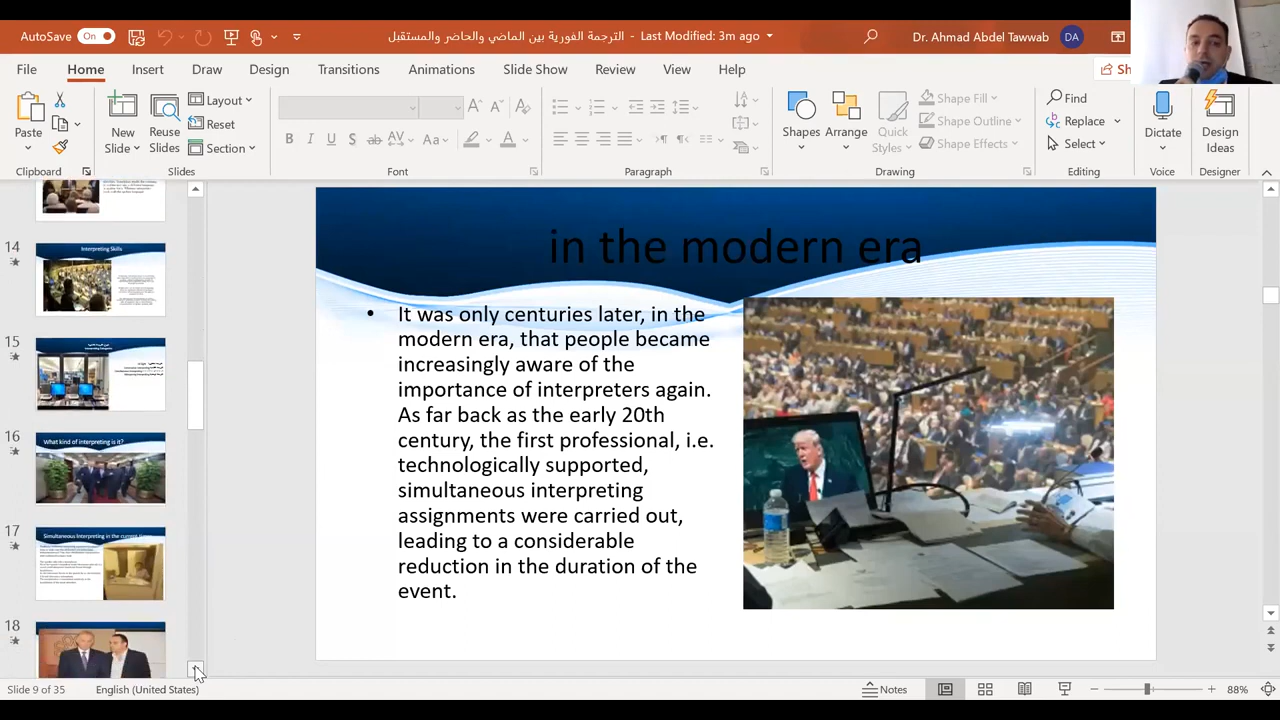 AutoSave On
الترجمة الفورية بين الماضي والحاضر والمستقبل - Last Modified: 3m ago
Dr. Ahmad Abdel Tawwab DA
File Home Insert Draw Design Transitions Animations Slide Show Review View Help
Sh
Paste
New
Slide
Reuse
Slides
Layout
Reset
Section
Shapes
Arrange
Quick
Styles
Shape Fill
Shape Outline
Shape Effects
Find
Replace
Select
Dictate
Design
Ideas
Clipboard Slides Font Paragraph Drawing Editing Voice Designer
14
Interpreting Skills
15
16
What kind of interpreting is it?
17
Simultaneous Interpreting in the current
18
in the modern era
• It was only centuries later, in the
modern era, that people became
increasingly aware of the
importance of interpreters again.
As far back as the early 20th
century, the first professional, i.e.
technologically supported,
simultaneous interpreting
assignments were carried out,
leading to a considerable
reduction in the duration of the
event.
Slide 9 of 35 English (United States) Notes 88%